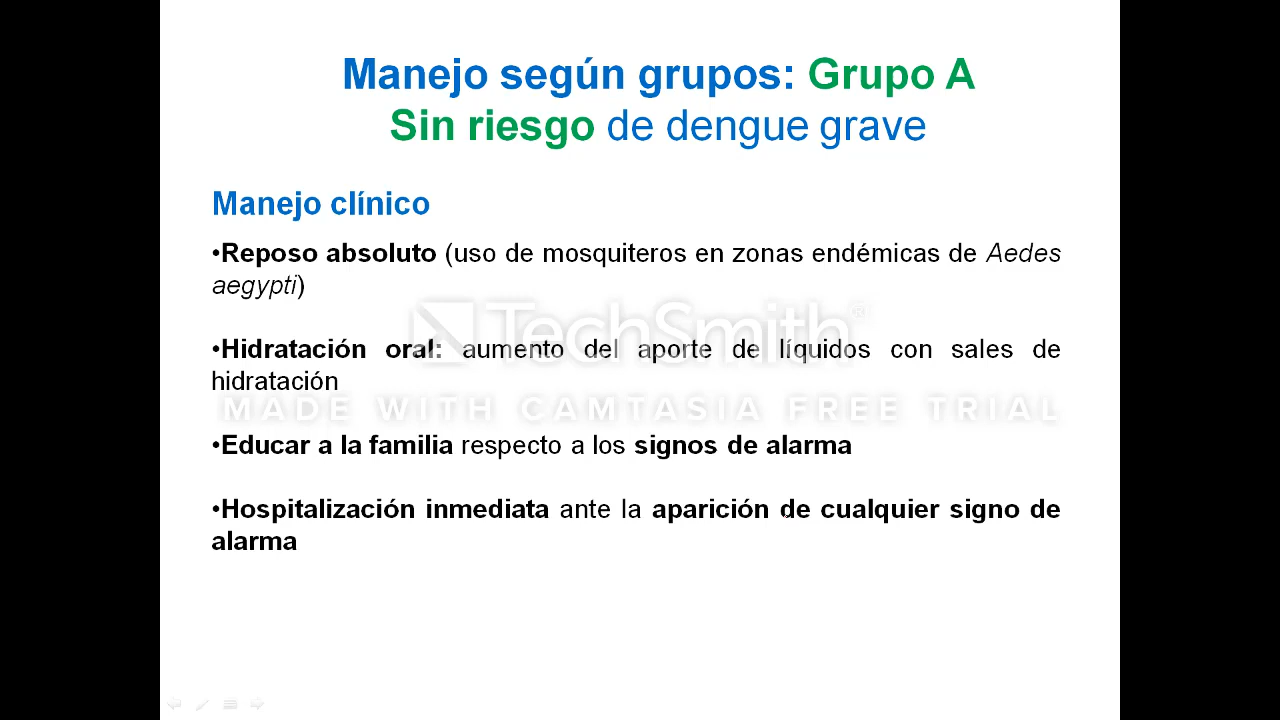 Manejo según grupos: Grupo A
Sin riesgo de dengue grave
Manejo clínico
•Reposo absoluto (uso de mosquiteros en zonas endémicas de Aedes
aegypti)
TechSmith®
•Hidratación oral: aumento del aporte de líquidos con sales de
hidratación
MADE WITH CAMTASIA FREE TRIAL
•Educar a la familia respecto a los signos de alarma
•Hospitalización inmediata ante la aparición de cualquier signo de
alarma